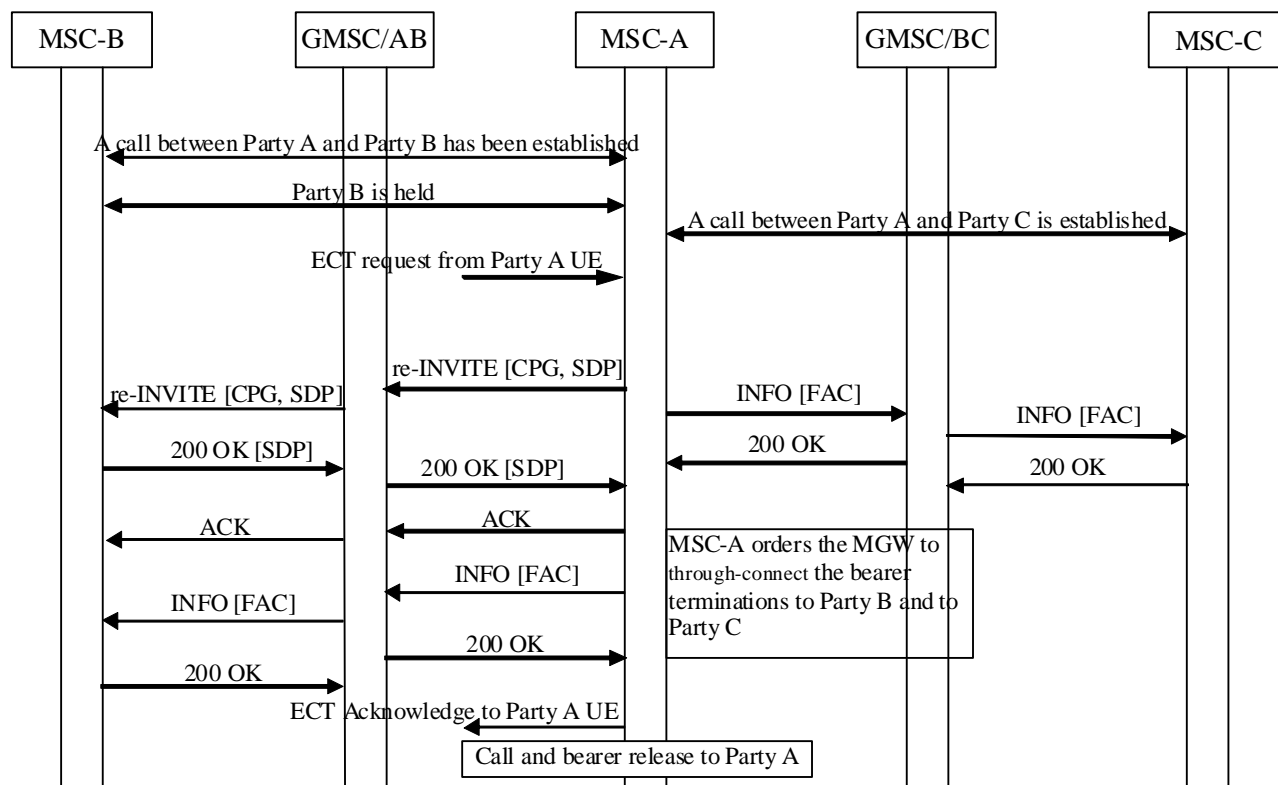 MSC-B
GMSC/AB
MSC-A
GMSC/BC
MSC-C
A call between Party A and Party B has been established
Party B is held
A call between Party A and Party C is established
ECT request from Party A UE
re-INVITE [CPG, SDP]
re-INVITE [CPG, SDP]
INFO [FAC]
INFO [FAC]
200 OK [SDP]
200 OK
200 OK [SDP]
200 OK
ACK
ACK
MSC-A orders the MGW to
through-connect the bearer
terminations to Party B and to
Party C
INFO [FAC]
INFO [FAC]
200 OK
200 OK
ECT Acknowledge to Party A UE
Call and bearer release to Party A